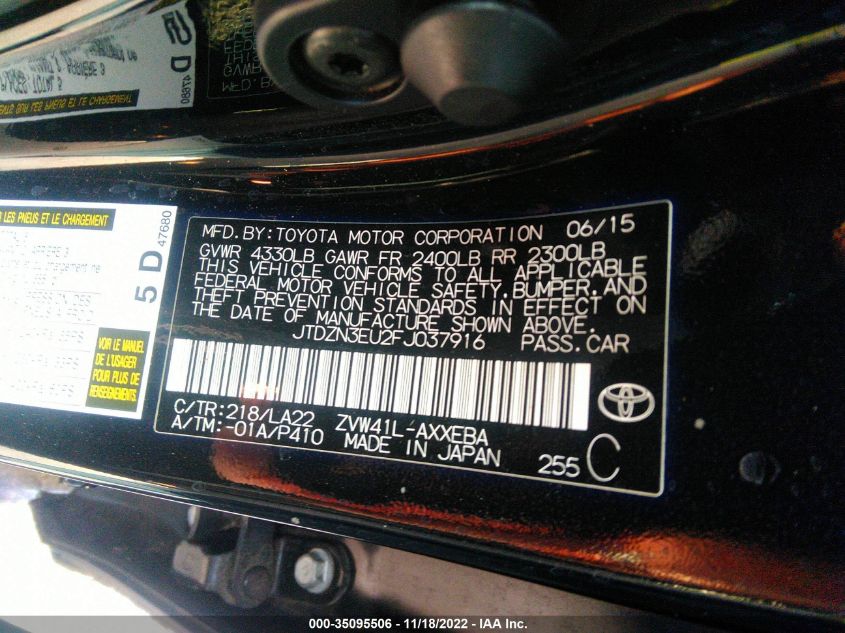 LES PNEUS ET LE CHARGEMENT
5 D
47680
VOIR LE MANUEL
DE L'USAGER
POUR PLUS DE
RENSEIGNEMENTS.
MFD. BY: TOYOTA MOTOR CORPORATION 06/15
GVWR 4330LB GAWR FR 2400LB RR 2300LB
THIS VEHICLE CONFORMS TO ALL APPLICABLE
FEDERAL MOTOR VEHICLE SAFETY, BUMPER, AND
THEFT PREVENTION STANDARDS IN EFFECT ON
THE DATE OF MANUFACTURE SHOWN ABOVE.
JTDZN3EU2FJ037916 PASS.CAR
C/TR:218/LA22 ZVW41L-AXXEBA
A/TM:-01A/P410 MADE IN JAPAN 255 C
000-35095506 - 11/18/2022 - IAA Inc.